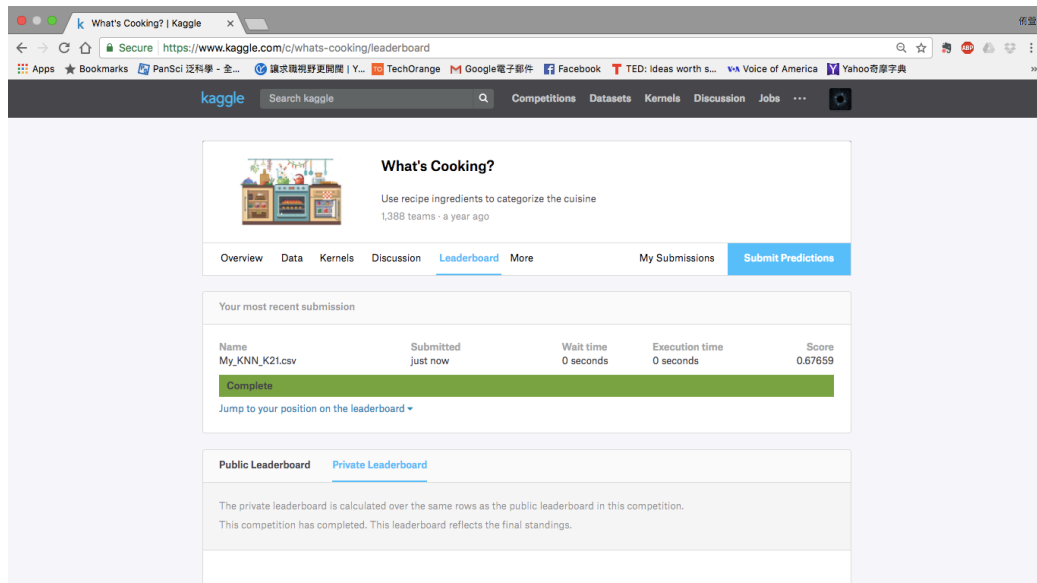 What's Cooking? | Kaggle
Secure https://www.kaggle.com/c/whats-cooking/leaderboard
Apps Bookmarks PanSci 泛科學 - 全... 讓求職視野更開闊 | Y... TO TechOrange Google電子郵件 Facebook TED: Ideas worth s... VOA Voice of America Yahoo奇摩字典 »
kaggle Search kaggle Competitions Datasets Kernels Discussion Jobs ···
What's Cooking?
Use recipe ingredients to categorize the cuisine
1,388 teams · a year ago
Overview Data Kernels Discussion Leaderboard More My Submissions Submit Predictions
Your most recent submission
Name Submitted Wait time Execution time Score
My_KNN_K21.csv just now 0 seconds 0 seconds 0.67659
Complete
Jump to your position on the leaderboard
Public Leaderboard Private Leaderboard
The private leaderboard is calculated over the same rows as the public leaderboard in this competition.
This competition has completed. This leaderboard reflects the final standings.